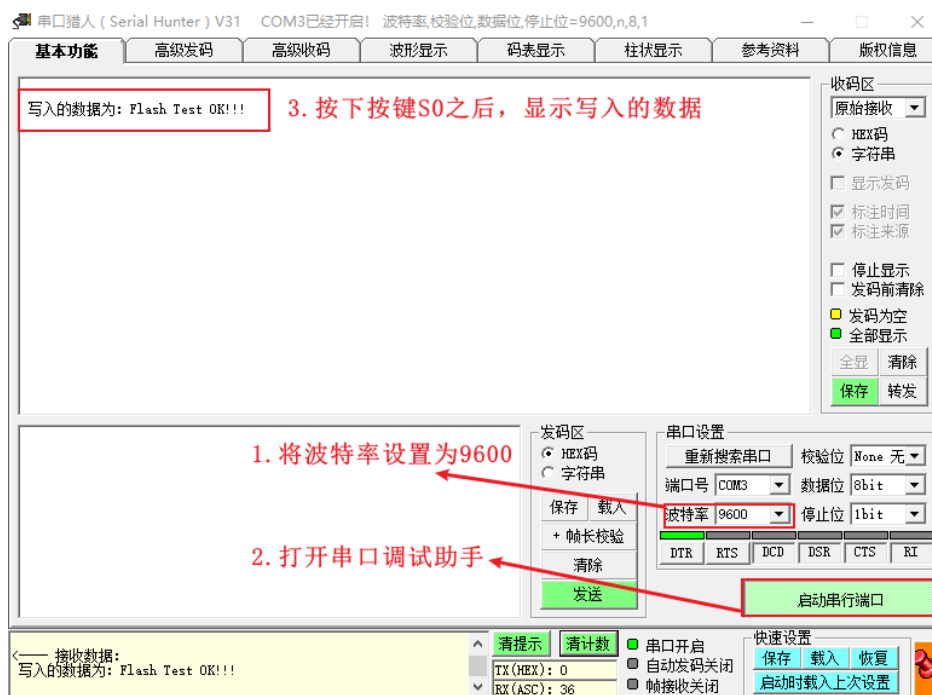 串口猎人 ( Serial Hunter ) V31 COM3已经开启! 波特率,校验位,数据位,停止位=9600,n,8,1
基本功能 高级发码 高级收码 波形显示 码表显示 柱状显示 参考资料 版权信息
写入的数据为: Flash Test OK!!!
3.按下按键S0之后，显示写入的数据
收码区
原始接收
HEX码
字符串
显示发码
标注时间
标注来源
停止显示
发码前清除
发码为空
全部显示
全显 清除
保存 转发
1.将波特率设置为9600
2.打开串口调试助手
发码区
HEX码
字符串
保存 载入
+ 帧长校验
清除
发送
串口设置
重新搜索串口 校验位 None 无
端口号 COM3 数据位 8bit
波特率 9600 停止位 1bit
DTR RTS DCD DSR CTS RI
启动串行端口
<—— 接收数据:
写入的数据为: Flash Test OK!!!
清提示 清计数
TX(HEX): 0
RX(ASC): 36
串口开启
自动发码关闭
帧接收关闭
快速设置
保存 载入 恢复
启动时载入上次设置